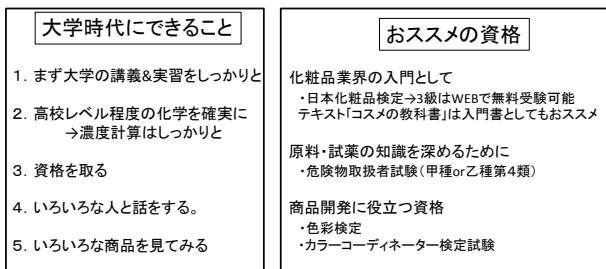 大学時代にできること
1. まず大学の講義&実習をしっかりと
2. 高校レベル程度の化学を確実に
→濃度計算はしっかりと
3. 資格を取る
4. いろいろな人と話をする。
5. いろいろな商品を見てみる
おススメの資格
化粧品業界の入門として
・日本化粧品検定→3級はWEBで無料受験可能
テキスト「コスメの教科書」は入門書としてもおススメ
原料・試薬の知識を深めるために
・危険物取扱者試験(甲種or乙種第4類)
商品開発に役立つ資格
・色彩検定
・カラーコーディネーター検定試験